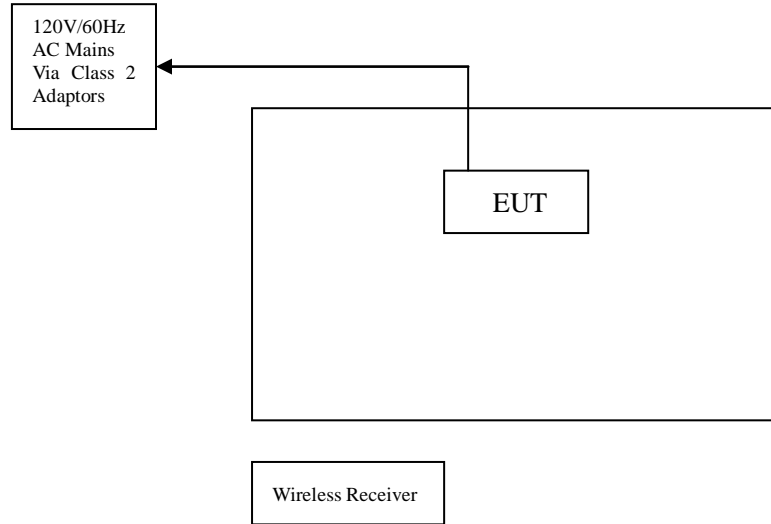 120V/60Hz
AC Mains
Via Class 2
Adaptors
EUT
Wireless Receiver